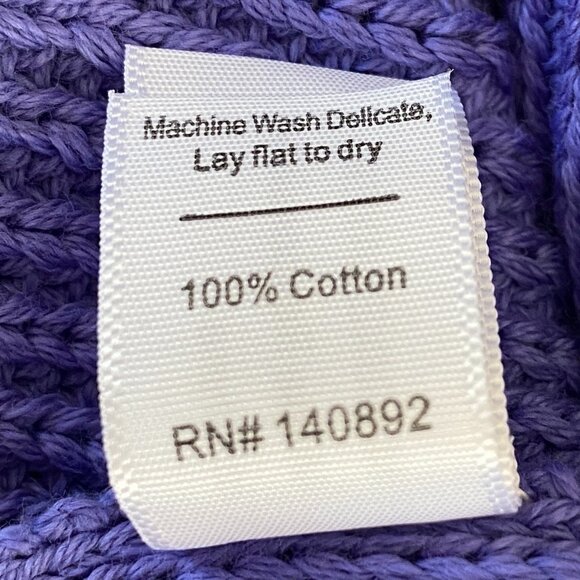 Machine Wash Delicate,
Lay flat to dry
100% Cotton
RN# 140892